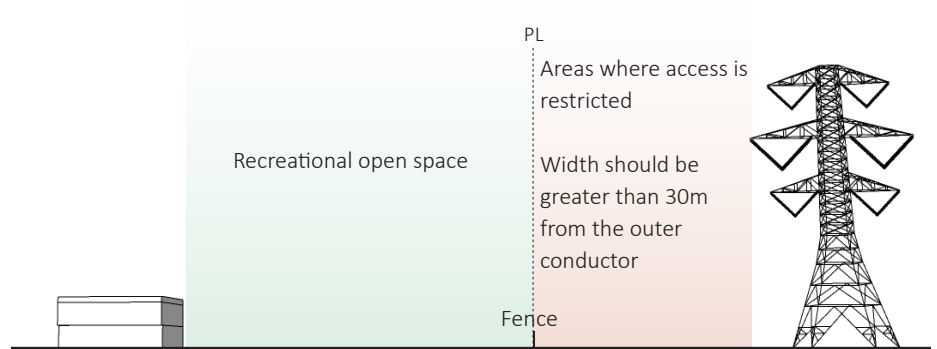 PL
Areas where access is
restricted
Recreational open space
Width should be
greater than 30m
from the outer
conductor
Fence